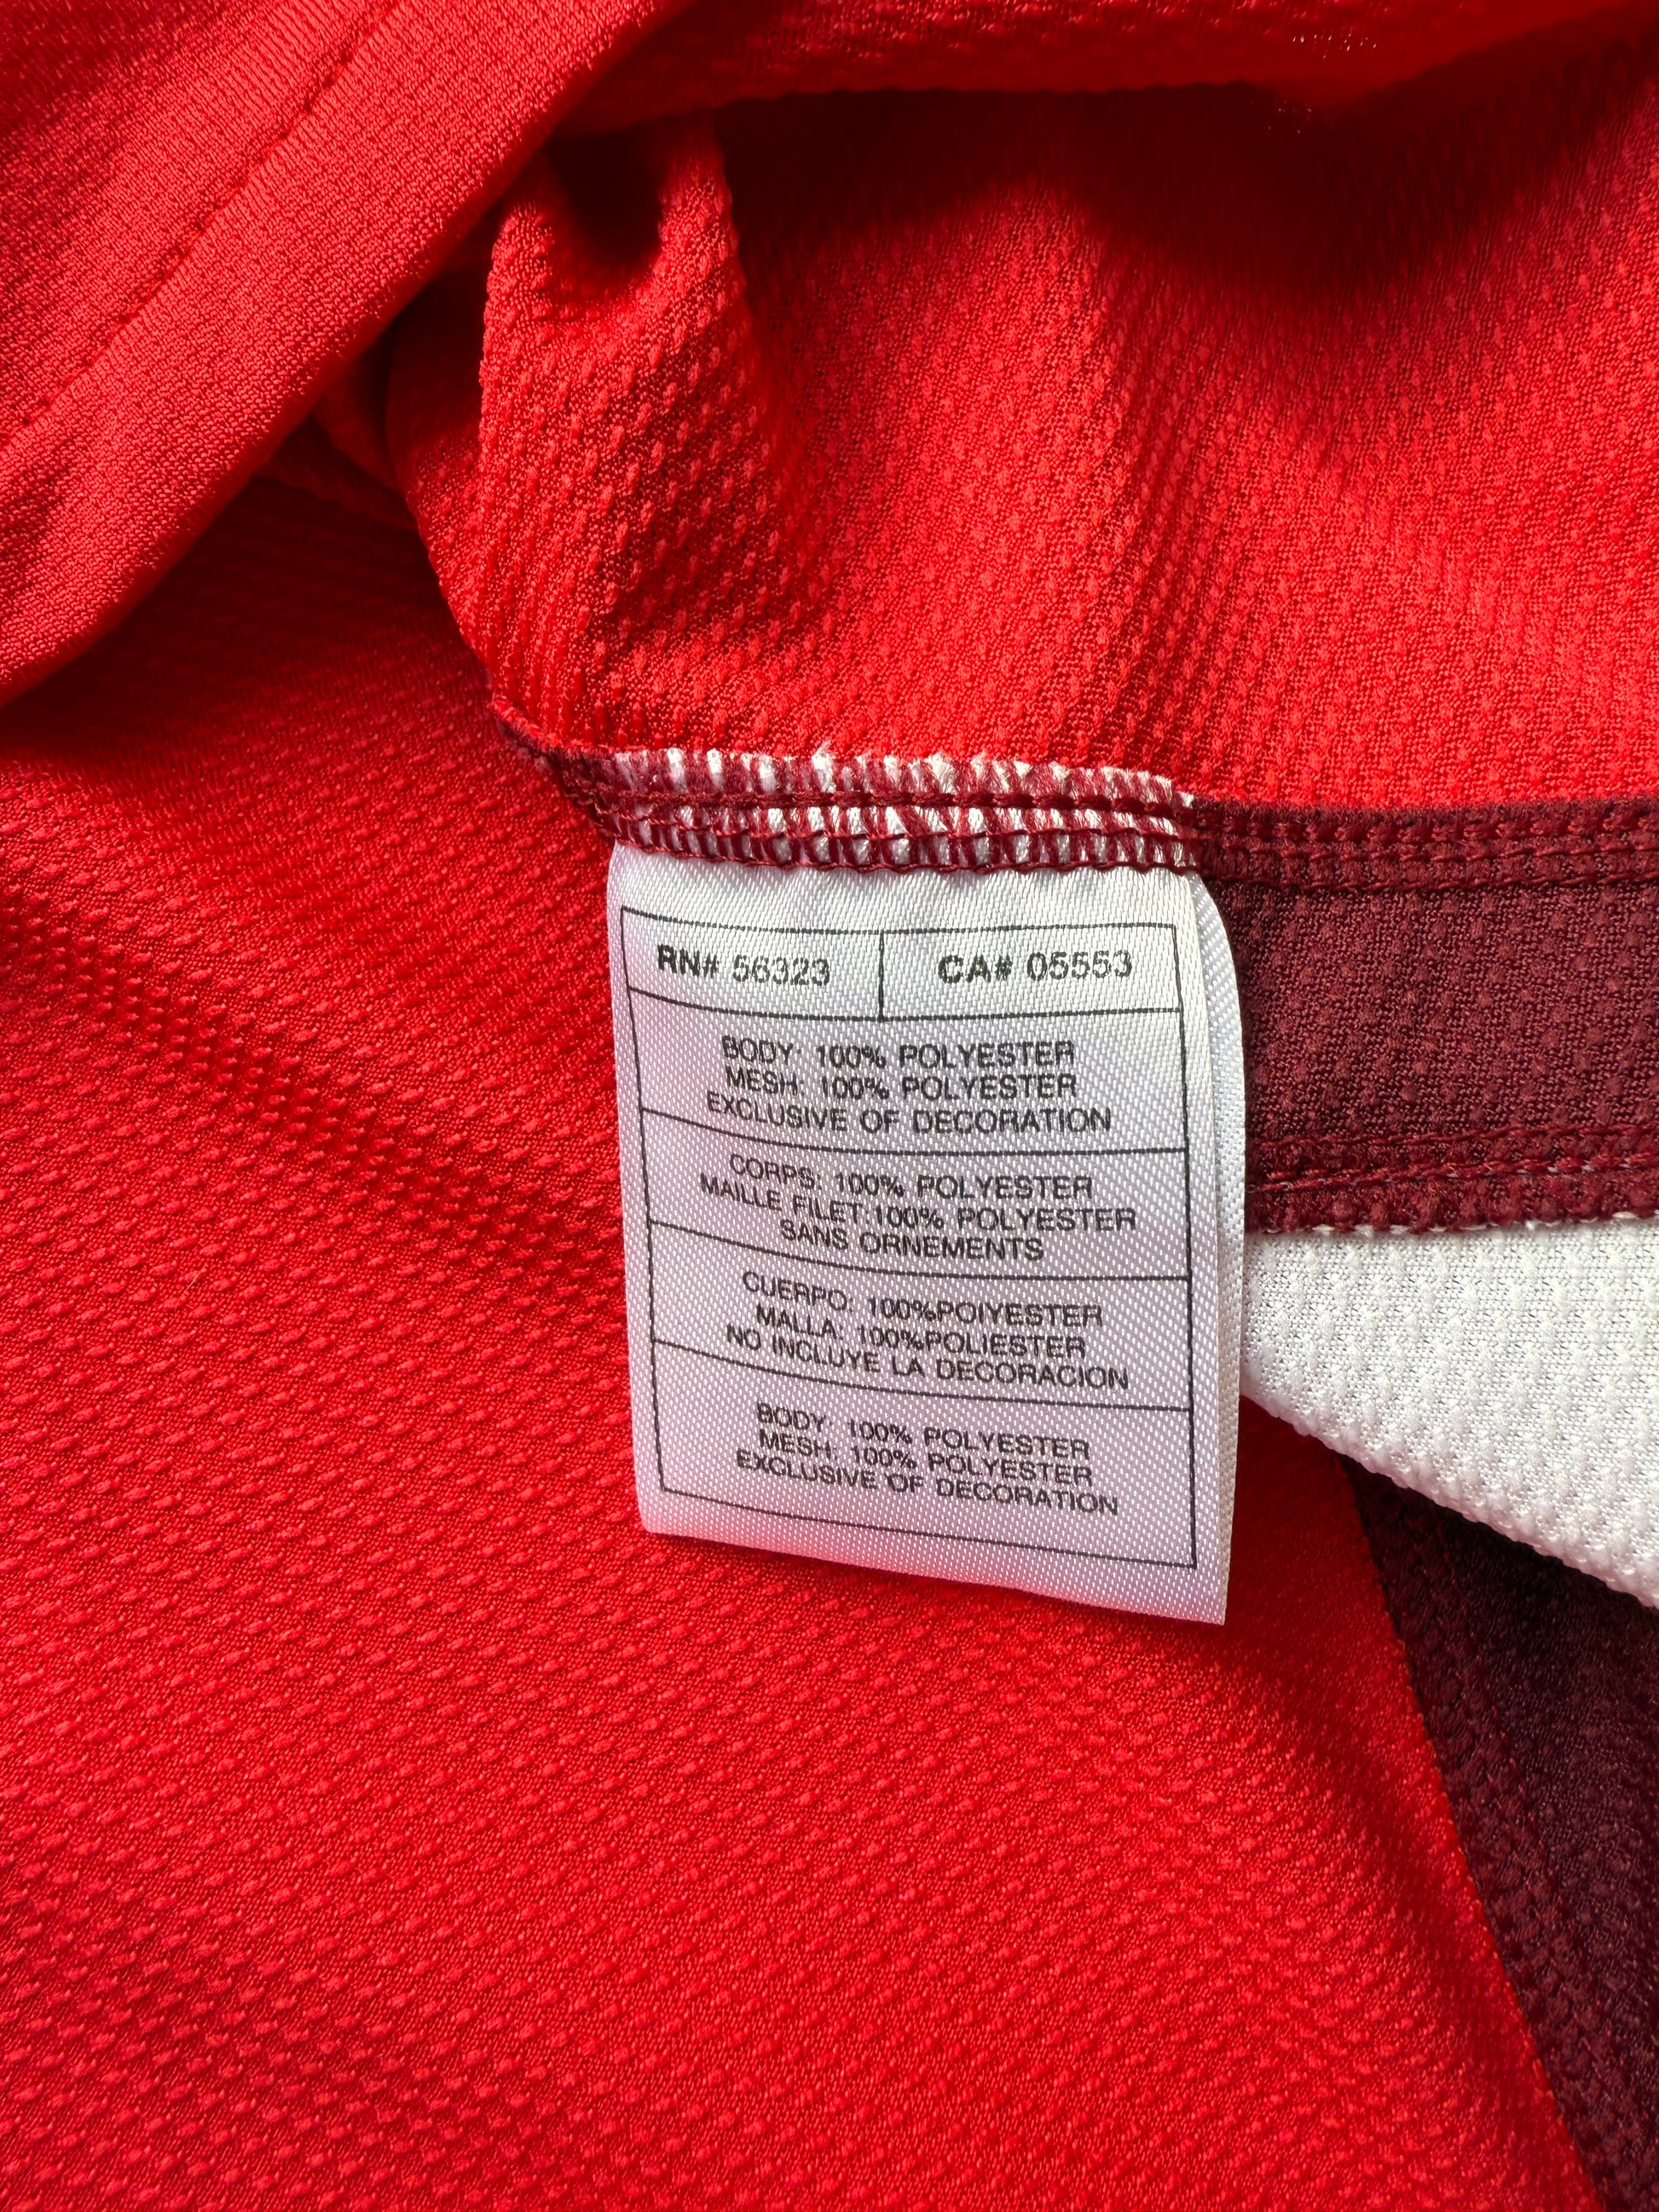 RN# 56323 CA# 05553
BODY: 100% POLYESTER
MESH: 100% POLYESTER
EXCLUSIVE OF DECORATION
CORPS: 100% POLYESTER
MAILLE FILET:100% POLYESTER
SANS ORNEMENTS
CUERPO: 100%POIYESTER
MALLA: 100%POLIESTER
NO INCLUYE LA DECORACION
BODY: 100% POLYESTER
MESH: 100% POLYESTER
EXCLUSIVE OF DECORATION